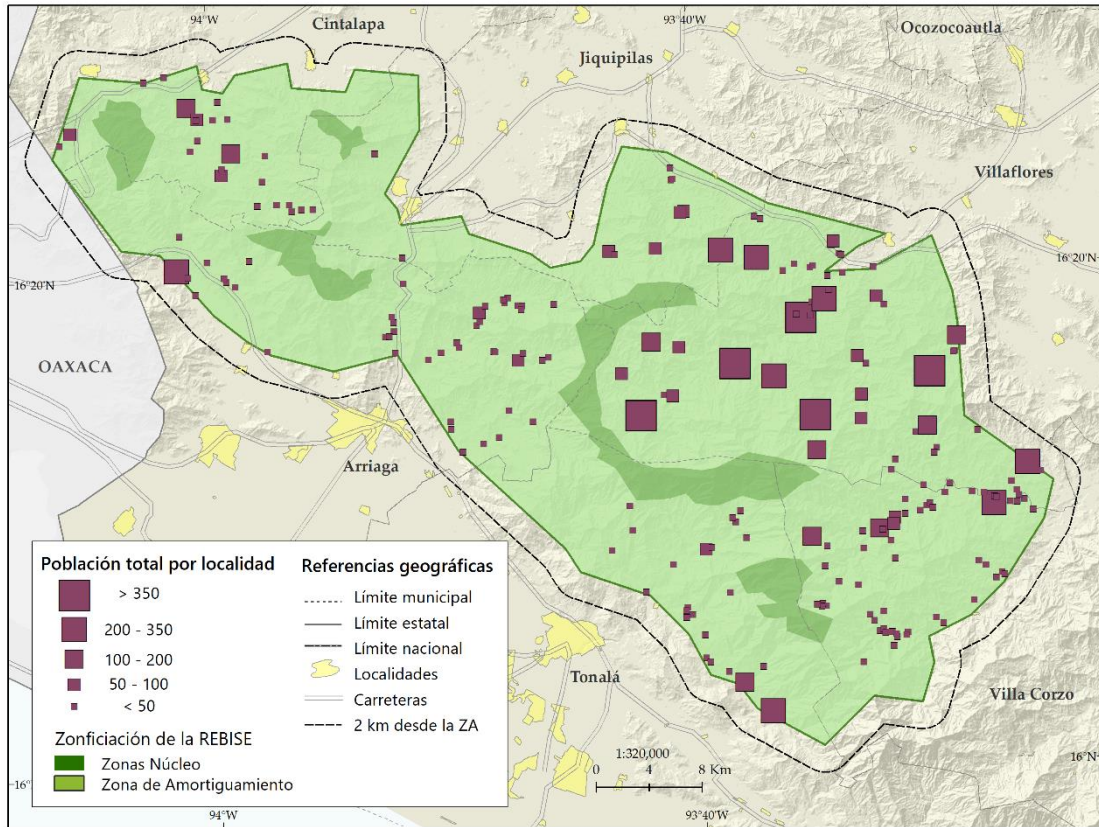 94°W
Cintalapa
93°40'W
Ocozocoautla
Jiquipilas
Villaflores
16°20'N
16°20'N
OAXACA
Arriaga
Población total por localidad
> 350
200 - 350
100 - 200
50 - 100
< 50
Zonficiación de la REBISE
Zonas Núcleo
Zona de Amortiguamiento
Referencias geográficas
Límite municipal
Límite estatal
Límite nacional
Localidades
Carreteras
2 km desde la ZA
Tonalá
Villa Corzo
1:320,000
0 4 8 Km
16°N
94°W
93°40'W